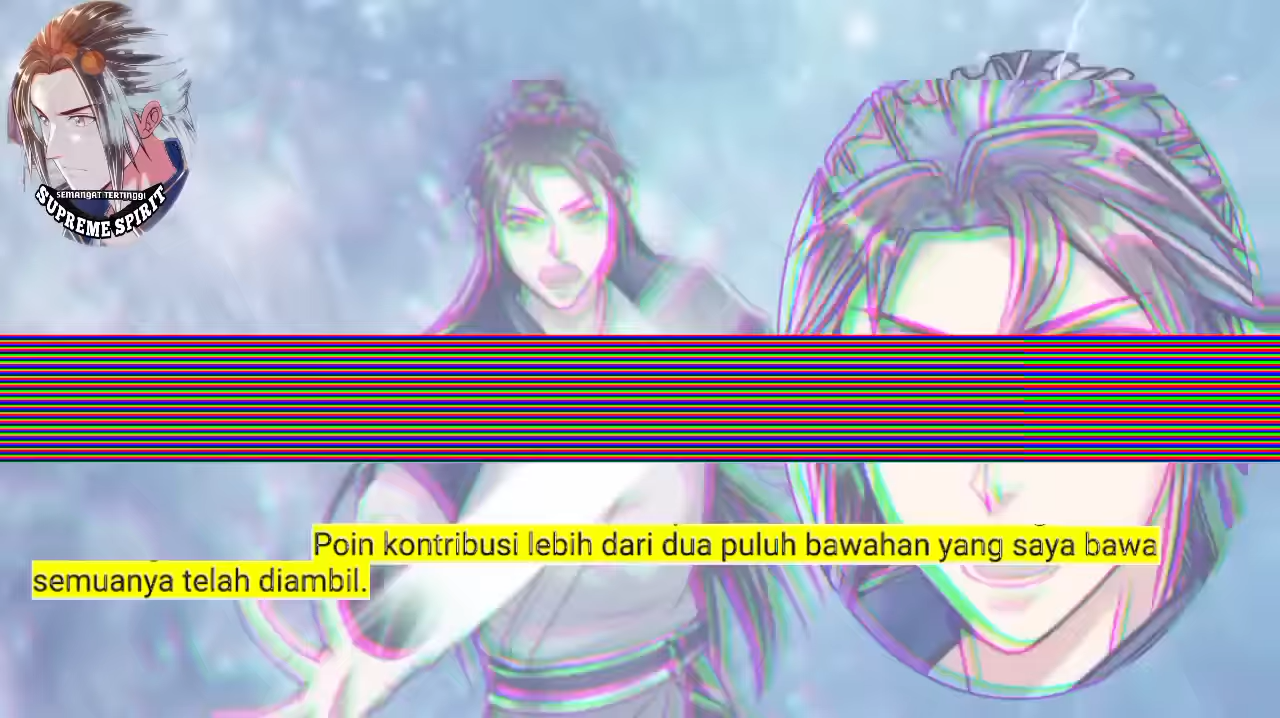 SEMANGAT TERTINGGI
SUPREME SPIRIT
Poin kontribusi lebih dari dua puluh bawahan yang saya bawa
semuanya telah diambil.